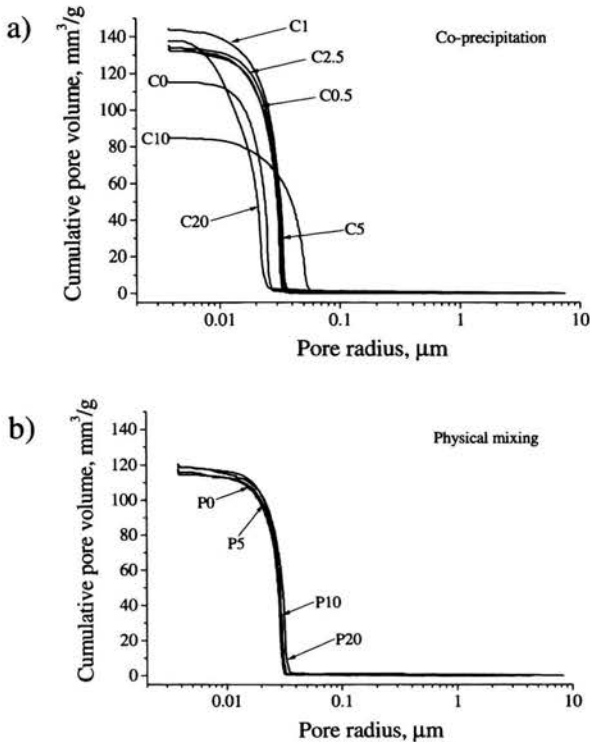 a)
Co-precipitation
Cumulative pore volume, mm³/g
140
120
100
80
60
40
20
0
C1
C2.5
C0
C0.5
C10
C20
C5
0.01
0.1
1
10
Pore radius, μm
b)
Physical mixing
Cumulative pore volume, mm³/g
140
120
100
80
60
40
20
0
P0
P5
P10
P20
0.01
0.1
1
10
Pore radius, μm